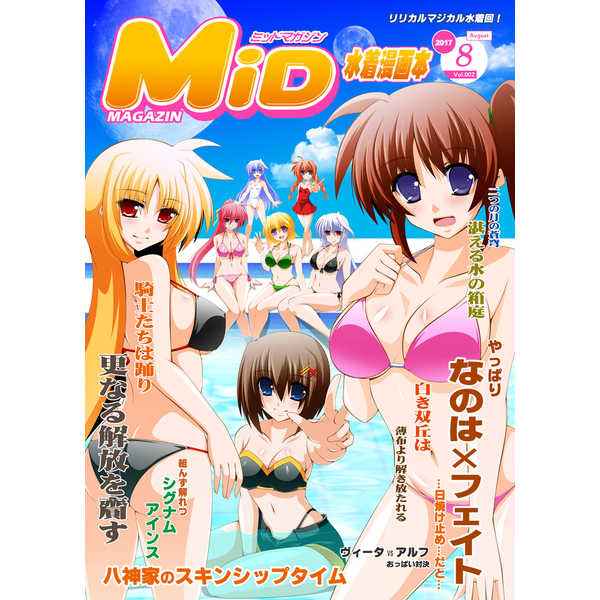 リリカルマジカル水着回!
ミッドマガジン
MiD
MAGAZIN
水着漫画本
2017
August
8
Vol.002
二つの月の蒼穹
湛える水の箱庭
やっぱり
なのは×フェイト
…日焼け止め…だと…
白き双丘は
薄布より解き放たれる
騎士たちは踊り
更なる解放を齎す
組んず解れつ
シグナム
アインス
ヴィータ VS アルフ
おっぱい対決
八神家のスキンシップタイム